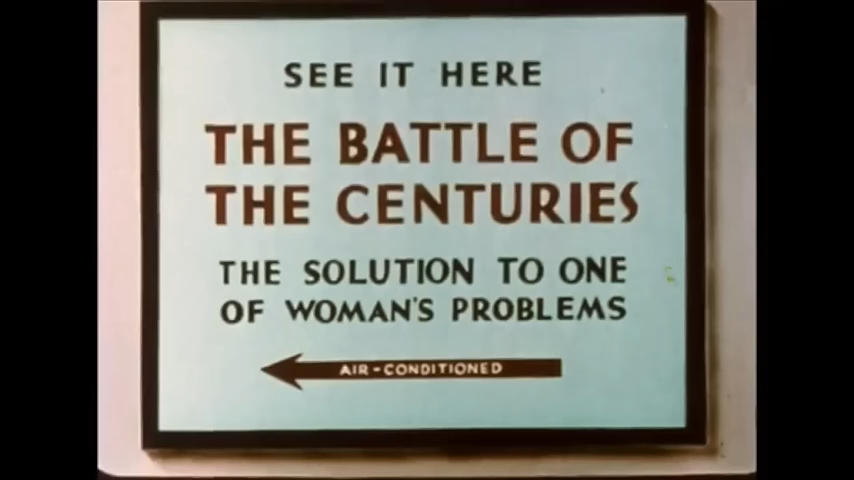 SEE IT HERE
THE BATTLE OF
THE CENTURIES
THE SOLUTION TO ONE
OF WOMAN'S PROBLEMS
AIR-CONDITIONED